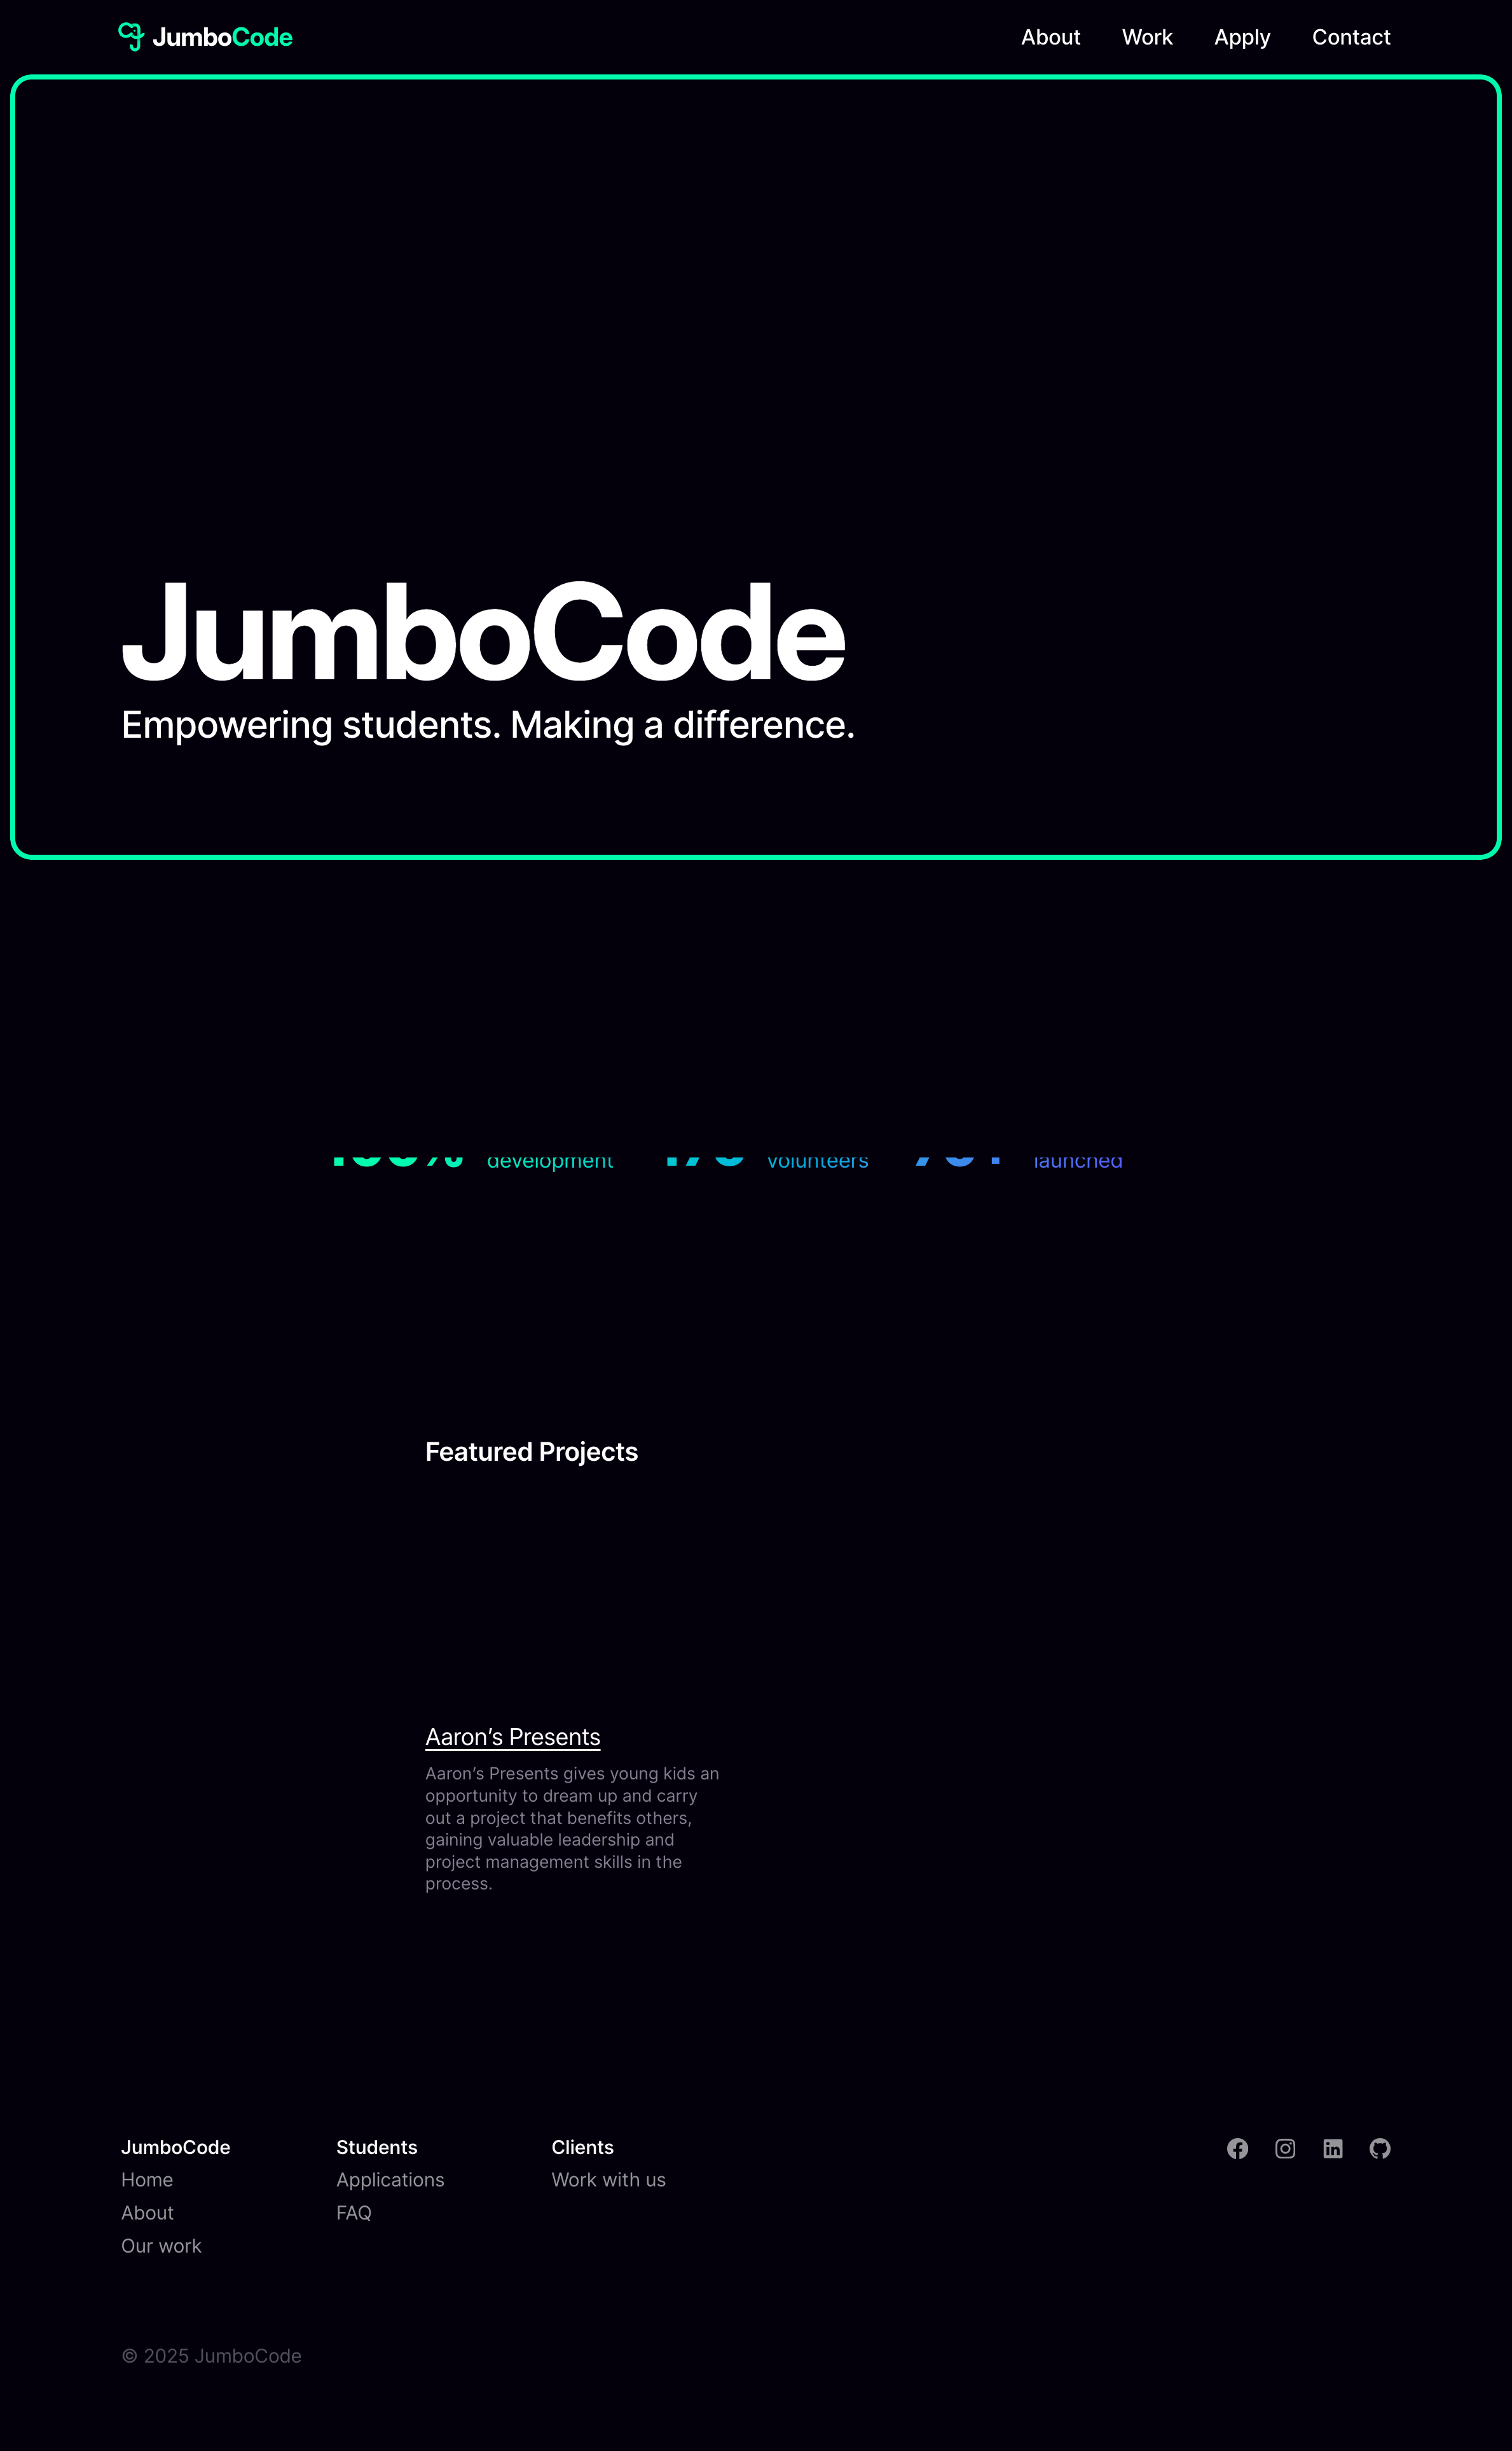 JumboCode
About Work Apply Contact
JumboCode
Empowering students. Making a difference.
development volunteers launched
Featured Projects
Aaron’s Presents
Aaron’s Presents gives young kids an
opportunity to dream up and carry
out a project that benefits others,
gaining valuable leadership and
project management skills in the
process.
JumboCode
Home
About
Our work
Students
Applications
FAQ
Clients
Work with us
© 2025 JumboCode